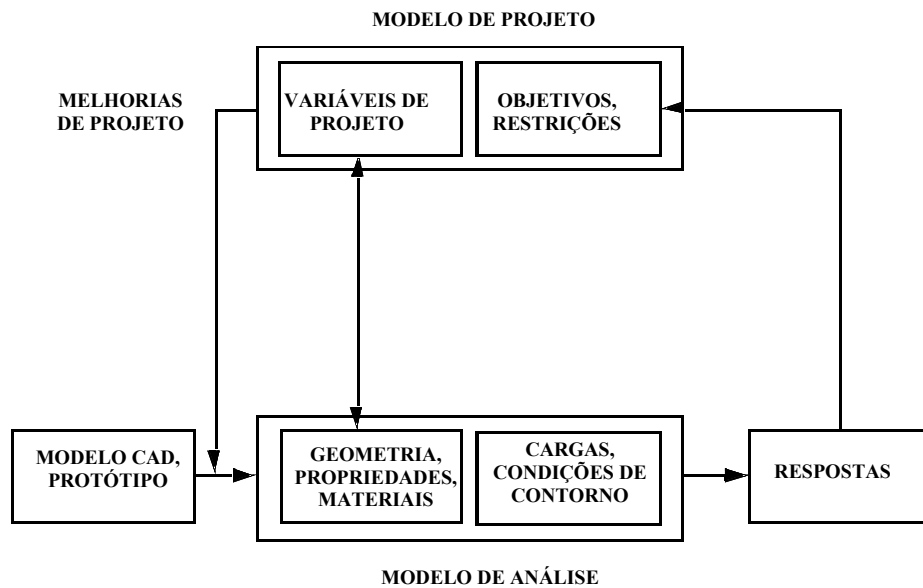 MODELO DE PROJETO
MELHORIAS
DE PROJETO
VARIÁVEIS DE
PROJETO
OBJETIVOS,
RESTRIÇÕES
MODELO CAD,
PROTÓTIPO
GEOMETRIA,
PROPRIEDADES,
MATERIAIS
CARGAS,
CONDIÇÕES DE
CONTORNO
RESPOSTAS
MODELO DE ANÁLISE